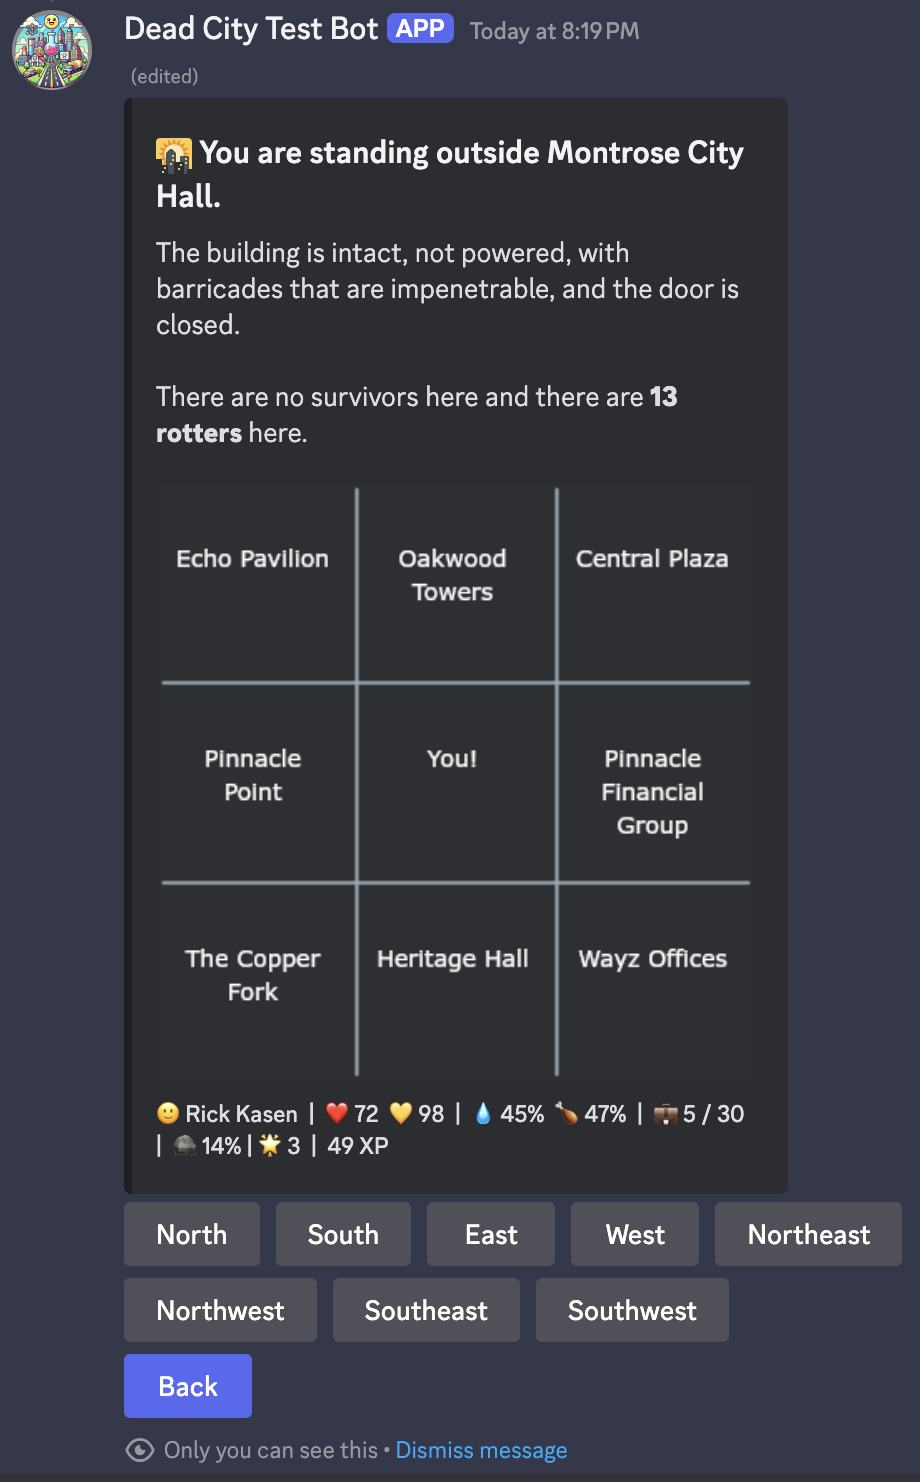 Dead City Test Bot APP Today at 8:19 PM
(edited)
You are standing outside Montrose City
Hall.
The building is intact, not powered, with
barricades that are impenetrable, and the door is
closed.
There are no survivors here and there are 13
rotters here.
Echo Pavilion
Oakwood
Towers
Central Plaza
Pinnacle
Point
You!
Pinnacle
Financial
Group
The Copper
Fork
Heritage Hall
Wayz Offices
Rick Kasen | 72 98 | 45% 47% | 5 / 30
| 14% | 3 | 49 XP
North South East West Northeast
Northwest Southeast Southwest
Back
Only you can see this • Dismiss message